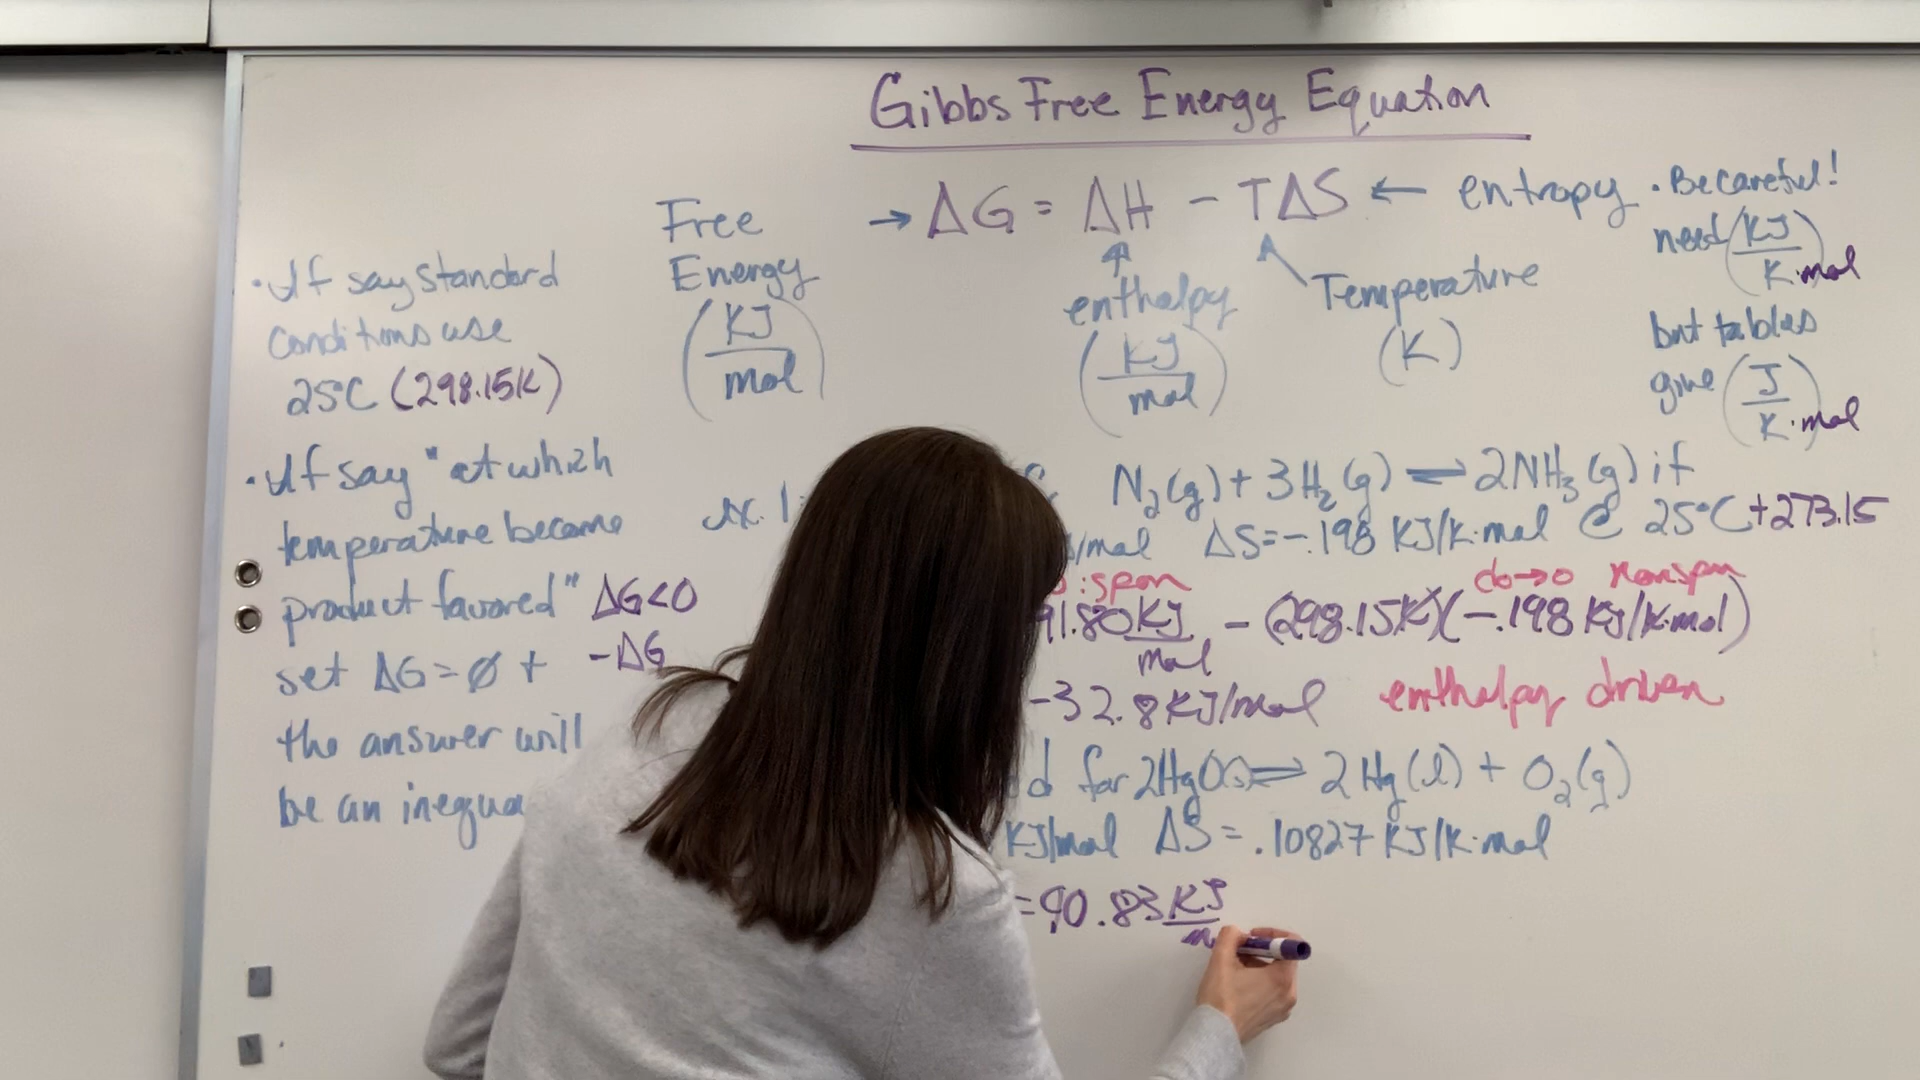 Gibbs Free Energy Equation
→ ΔG = ΔH - TΔS ← entropy
Free
Energy
(KJ/mol)
enthalpy
(KJ/mol)
Temperature
(K)
• Be careful!
need (KJ/K·mol)
but tables
give (J/K·mol)
• If say standard
conditions use
25°C (298.15K)
• If say "at which
temperature become
product favored" ΔG<0
set ΔG = Ø + -ΔG
the answer will
be an inequa
ex. 1:
N₂(g) + 3H₂(g) ⇌ 2NH₃(g) if
/mol ΔS=-.198 KJ/K·mol @ 25°C+273.15
:spon do→o nonspon
91.80 KJ/mol - (298.15K)(-.198 KJ/K·mol)
-32.8 KJ/mol enthalpy driven
d for 2HgO(s) ⇌ 2Hg(l) + O₂(g)
KJ/mol ΔS = .10827 KJ/K·mol
=90.83 KJ/m